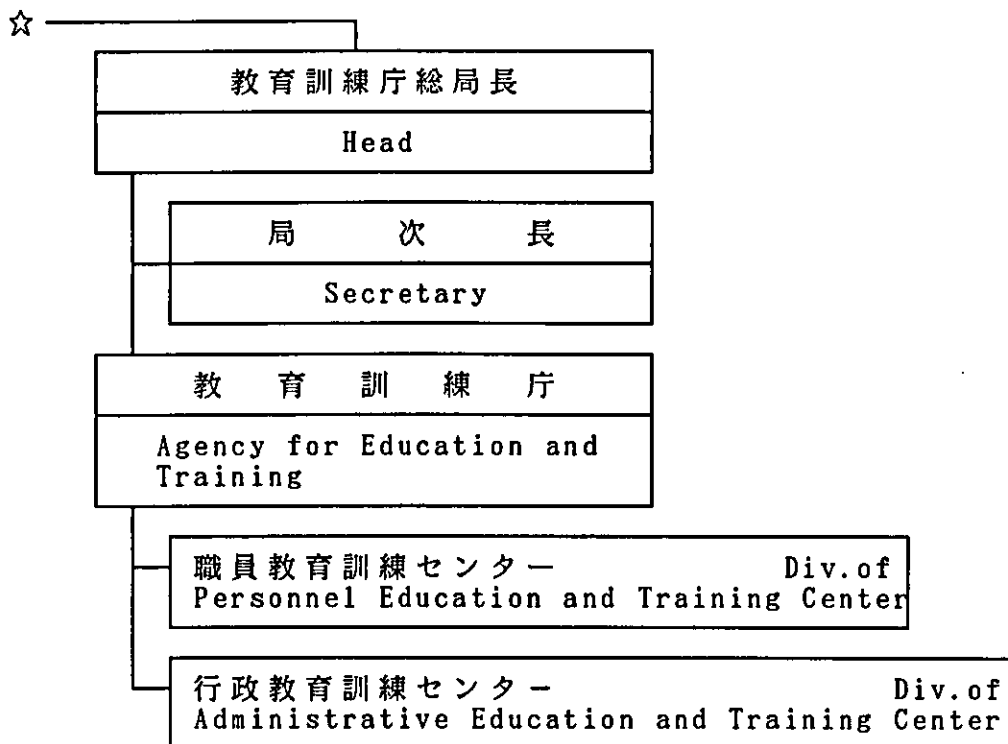 ☆
教育訓練庁総局長
Head
局次長
Secretary
教育訓練庁
Agency for Education and
Training
職員教育訓練センター Div.of
Personnel Education and Training Center
行政教育訓練センター Div.of
Administrative Education and Training Center